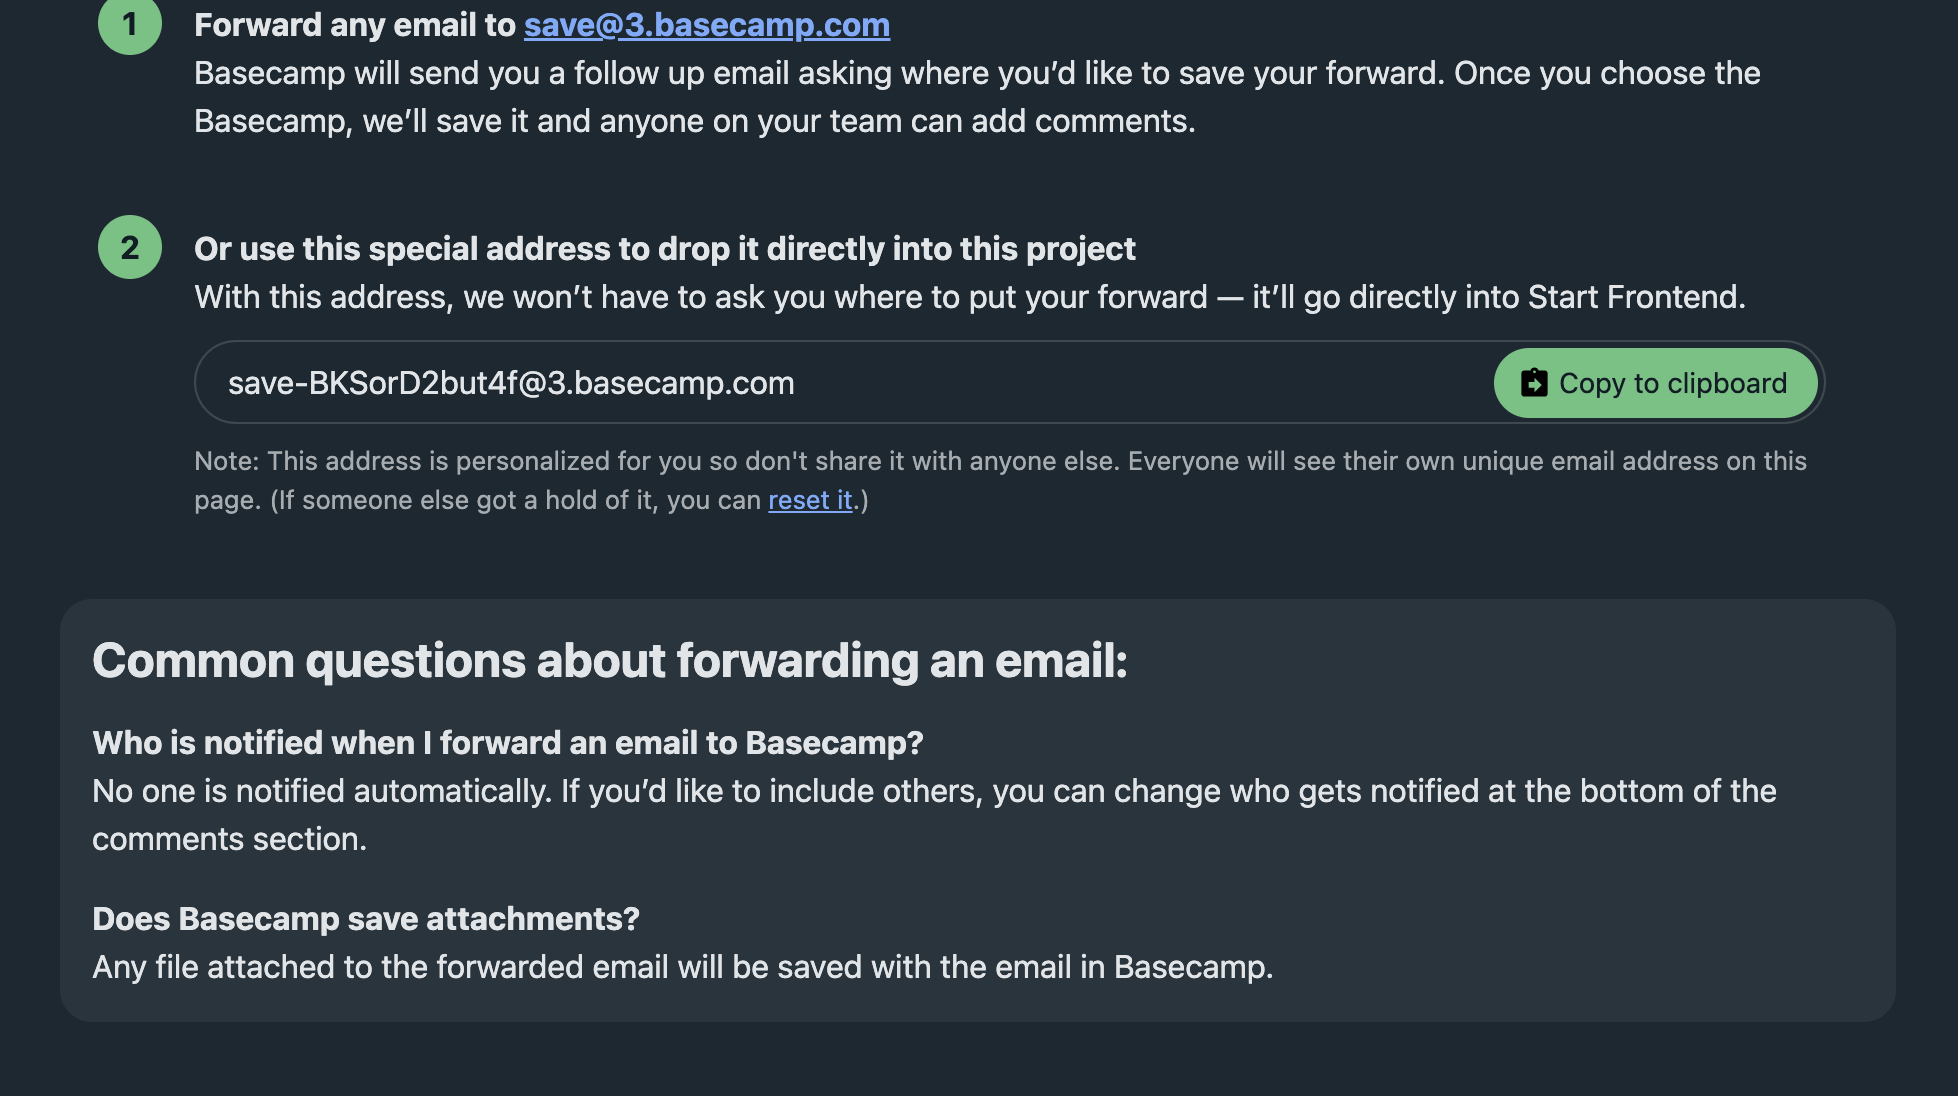 1
Forward any email to save@3.basecamp.com
Basecamp will send you a follow up email asking where you’d like to save your forward. Once you choose the
Basecamp, we’ll save it and anyone on your team can add comments.
2
Or use this special address to drop it directly into this project
With this address, we won’t have to ask you where to put your forward — it’ll go directly into Start Frontend.
save-BKSorD2but4f@3.basecamp.com
Copy to clipboard
Note: This address is personalized for you so don't share it with anyone else. Everyone will see their own unique email address on this
page. (If someone else got a hold of it, you can reset it.)
Common questions about forwarding an email:
Who is notified when I forward an email to Basecamp?
No one is notified automatically. If you’d like to include others, you can change who gets notified at the bottom of the
comments section.
Does Basecamp save attachments?
Any file attached to the forwarded email will be saved with the email in Basecamp.